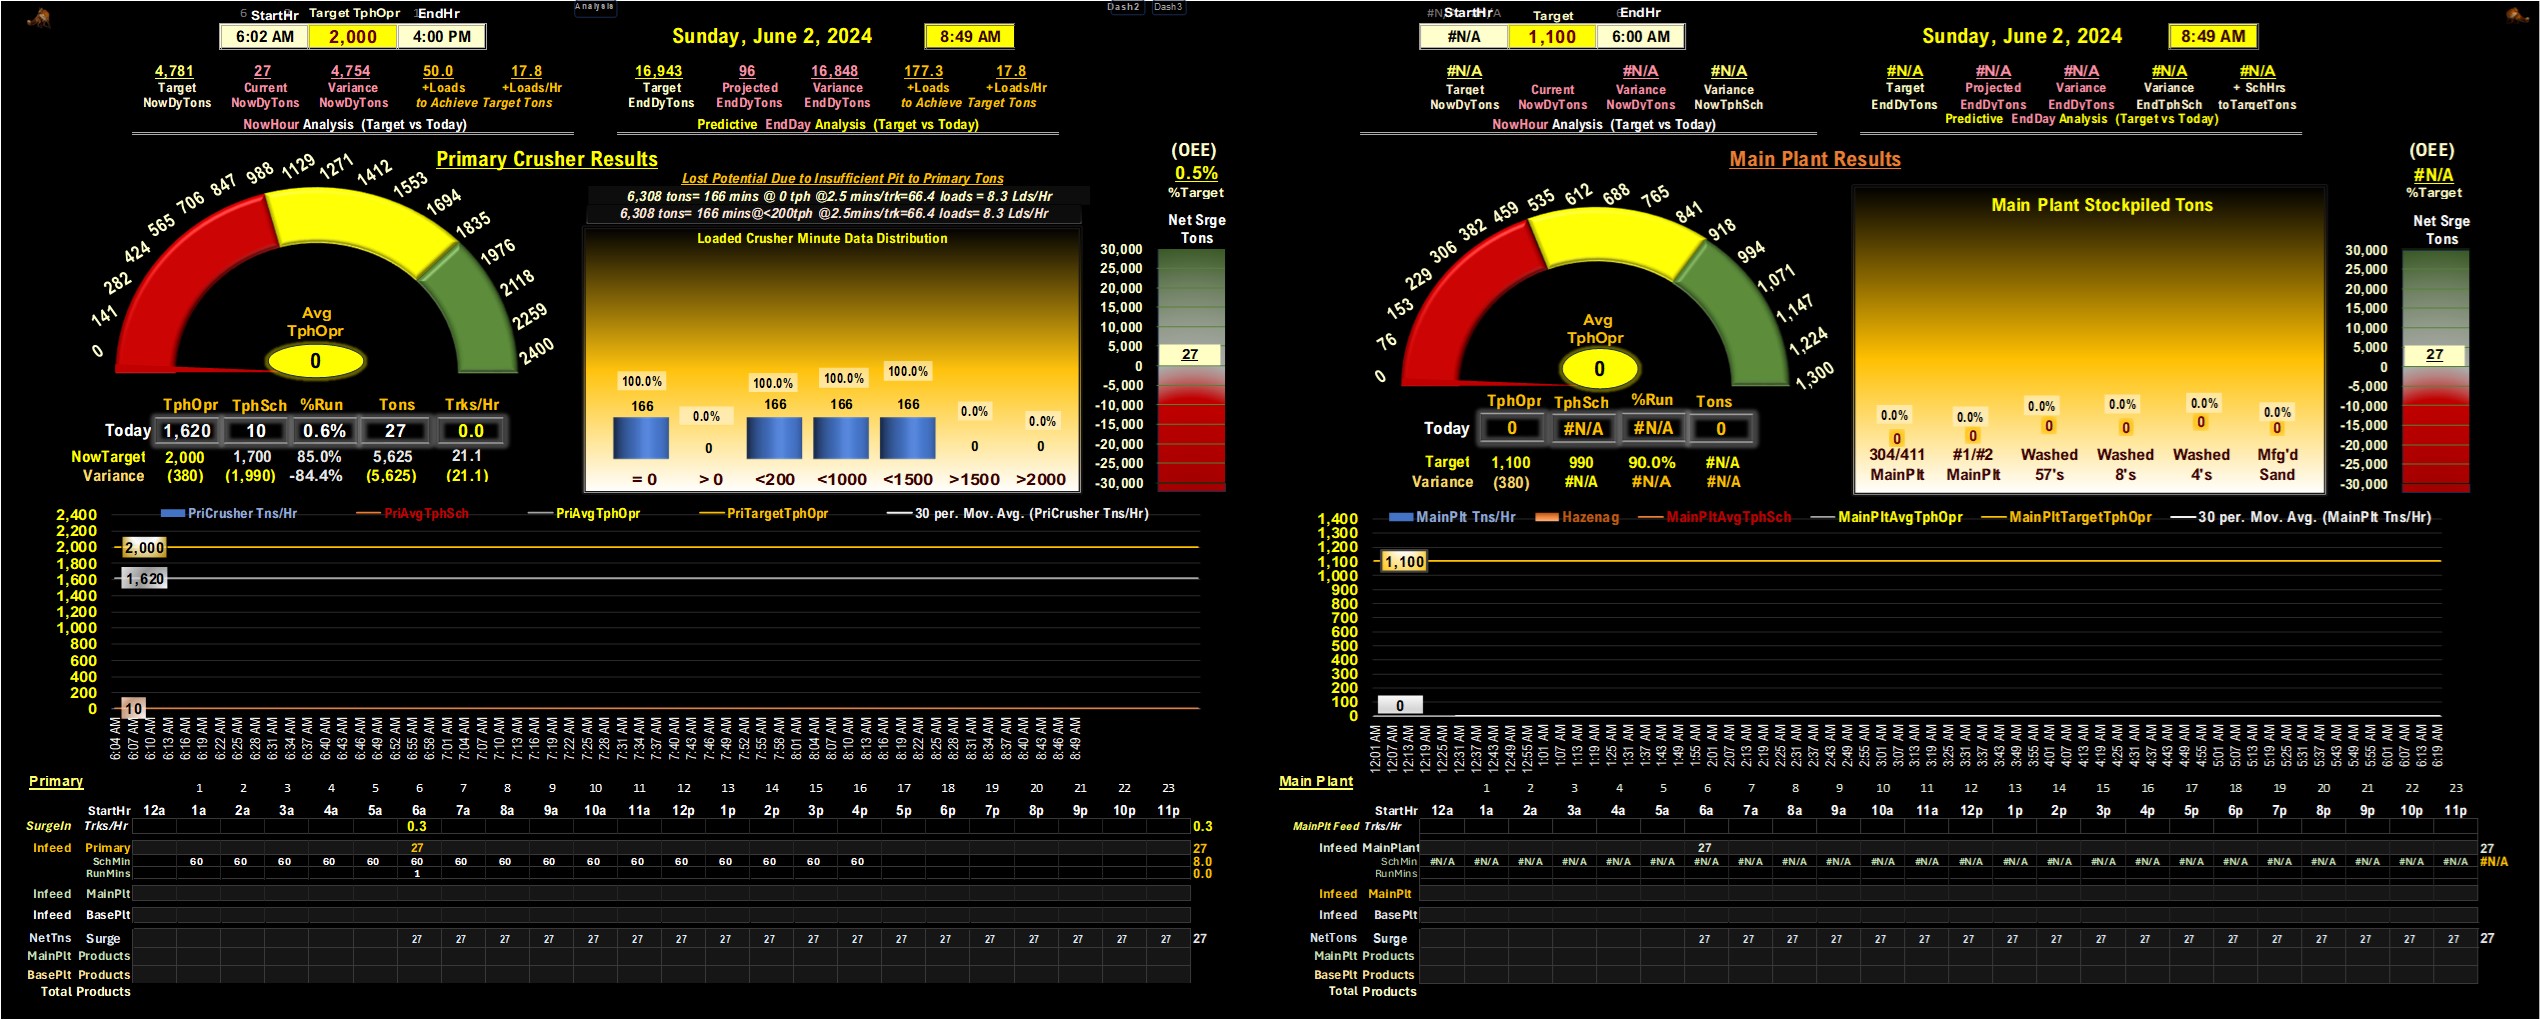 Analysis
Dash2 Dash3
StartHr Target TphOpr EndHr
6:02 AM 2,000 4:00 PM
Sunday, June 2, 2024 8:49 AM
4,781 27 4,754 50.0 17.8
Target Current Variance +Loads +Loads/Hr
NowDyTons NowDyTons NowDyTons to Achieve Target Tons
NowHour Analysis (Target vs Today)
16,943 96 16,848 177.3 17.8
Target Projected Variance +Loads +Loads/Hr
EndDyTons EndDyTons EndDyTons to Achieve Target Tons
Predictive EndDay Analysis (Target vs Today)
Primary Crusher Results
Lost Potential Due to Insufficient Pit to Primary Tons
6,308 tons= 166 mins @ 0 tph @2.5 mins/trk=66.4 loads = 8.3 Lds/Hr
6,308 tons= 166 mins@<200tph @2.5mins/trk=66.4 loads= 8.3 Lds/Hr
(OEE)
0.5%
%Target
Net Srge
Tons
0 141 282 424 565 706 847 988 1129 1271 1412 1553 1694 1835 1976 2118 2259 2400
Avg
TphOpr
0
Loaded Crusher Minute Data Distribution
100.0% 0.0% 100.0% 100.0% 100.0% 0.0% 0.0%
166 0 166 166 166 0 0
= 0 > 0 <200 <1000 <1500 >1500 >2000
30,000
25,000
20,000
15,000
10,000
5,000
27
0
-5,000
-10,000
-15,000
-20,000
-25,000
-30,000
TphOpr TphSch %Run Tons Trks/Hr
Today 1,620 10 0.6% 27 0.0
NowTarget 2,000 1,700 85.0% 5,625 21.1
Variance (380) (1,990) -84.4% (5,625) (21.1)
PriCrusher Tns/Hr PriAvgTphSch PriAvgTphOpr PriTargetTphOpr 30 per. Mov. Avg. (PriCrusher Tns/Hr)
2,400
2,200
2,000 2,000
1,800
1,600 1,620
1,400
1,200
1,000
800
600
400
200
0 10
6:04 AM 6:07 AM 6:10 AM 6:13 AM 6:16 AM 6:19 AM 6:22 AM 6:25 AM 6:28 AM 6:31 AM 6:34 AM 6:37 AM 6:40 AM 6:43 AM 6:46 AM 6:49 AM 6:52 AM 6:55 AM 6:58 AM 7:01 AM 7:04 AM 7:07 AM 7:10 AM 7:13 AM 7:16 AM 7:19 AM 7:22 AM 7:25 AM 7:28 AM 7:31 AM 7:34 AM 7:37 AM 7:40 AM 7:43 AM 7:46 AM 7:49 AM 7:52 AM 7:55 AM 7:58 AM 8:01 AM 8:04 AM 8:07 AM 8:10 AM 8:13 AM 8:16 AM 8:19 AM 8:22 AM 8:25 AM 8:28 AM 8:31 AM 8:34 AM 8:37 AM 8:40 AM 8:43 AM 8:46 AM 8:49 AM
Primary
1 2 3 4 5 6 7 8 9 10 11 12 13 14 15 16 17 18 19 20 21 22 23
StartHr 12a 1a 2a 3a 4a 5a 6a 7a 8a 9a 10a 11a 12p 1p 2p 3p 4p 5p 6p 7p 8p 9p 10p 11p
SurgeIn Trks/Hr 0.3 0.3
Infeed Primary 27 27
SchMin 60 60 60 60 60 60 60 60 60 60 60 60 60 60 60 60 8.0
RunMins 1 0.0
Infeed MainPlt
Infeed BasePlt
NetTns Surge 27 27 27 27 27 27 27 27 27 27 27 27 27 27 27 27 27 27 27
MainPlt Products
BasePlt Products
Total Products
StartHr Target EndHr
#N/A 1,100 6:00 AM
Sunday, June 2, 2024 8:49 AM
#N/A #N/A #N/A
Target Current Variance Variance
NowDyTons NowDyTons NowDyTons NowTphSch
NowHour Analysis (Target vs Today)
#N/A #N/A #N/A #N/A #N/A
Target Projected Variance Variance + SchHrs
EndDyTons EndDyTons EndDyTons EndTphSch toTargetTons
Predictive EndDay Analysis (Target vs Today)
Main Plant Results
(OEE)
#N/A
%Target
Net Srge
Tons
0 76 153 229 306 382 459 535 612 688 765 841 918 994 1,071 1,147 1,224 1,300
Avg
TphOpr
0
Main Plant Stockpiled Tons
0.0% 0.0% 0.0% 0.0% 0.0% 0.0%
0 0 0 0 0 0
304/411 #1/#2 Washed Washed Washed Mfg'd
MainPlt MainPlt 57's 8's 4's Sand
30,000
25,000
20,000
15,000
10,000
5,000
27
0
-5,000
-10,000
-15,000
-20,000
-25,000
-30,000
TphOpr TphSch %Run Tons
Today 0 #N/A #N/A 0
Target 1,100 990 90.0% #N/A
Variance (380) #N/A #N/A #N/A
MainPlt Tns/Hr Hazenag MainPltAvgTphSch MainPltAvgTphOpr MainPltTargetTphOpr 30 per. Mov. Avg. (MainPlt Tns/Hr)
1,400
1,300
1,200
1,100 1,100
1,000
900
800
700
600
500
400
300
200
100
0 0
12:01 AM 12:07 AM 12:13 AM 12:25 AM 12:31 AM 12:37 AM 12:43 AM 12:49 AM 12:55 AM 1:01 AM 1:07 AM 1:13 AM 1:19 AM 1:25 AM 1:31 AM 1:37 AM 1:43 AM 1:49 AM 1:55 AM 2:01 AM 2:07 AM 2:13 AM 2:19 AM 2:25 AM 2:31 AM 2:37 AM 2:43 AM 2:49 AM 2:55 AM 3:01 AM 3:07 AM 3:13 AM 3:19 AM 3:25 AM 3:31 AM 3:37 AM 3:43 AM 3:49 AM 3:55 AM 4:01 AM 4:07 AM 4:13 AM 4:19 AM 4:25 AM 4:31 AM 4:37 AM 4:43 AM 4:49 AM 4:55 AM 5:01 AM 5:07 AM 5:13 AM 5:19 AM 5:25 AM 5:31 AM 5:37 AM 5:43 AM 5:49 AM 5:55 AM 6:01 AM 6:07 AM 6:13 AM 6:19 AM
Main Plant
1 2 3 4 5 6 7 8 9 10 11 12 13 14 15 16 17 18 19 20 21 22 23
StartHr 12a 1a 2a 3a 4a 5a 6a 7a 8a 9a 10a 11a 12p 1p 2p 3p 4p 5p 6p 7p 8p 9p 10p 11p
MainPlt Feed Trks/Hr
Infeed MainPlant 27 27
SchMin #N/A #N/A #N/A #N/A #N/A #N/A #N/A #N/A #N/A #N/A #N/A #N/A #N/A #N/A #N/A #N/A #N/A #N/A #N/A #N/A #N/A #N/A #N/A #N/A #N/A
RunMins
Infeed MainPlt
Infeed BasePlt
NetTons Surge 27 27 27 27 27 27 27 27 27 27 27 27 27 27 27 27 27 27 27
MainPlt Products
BasePlt Products
Total Products